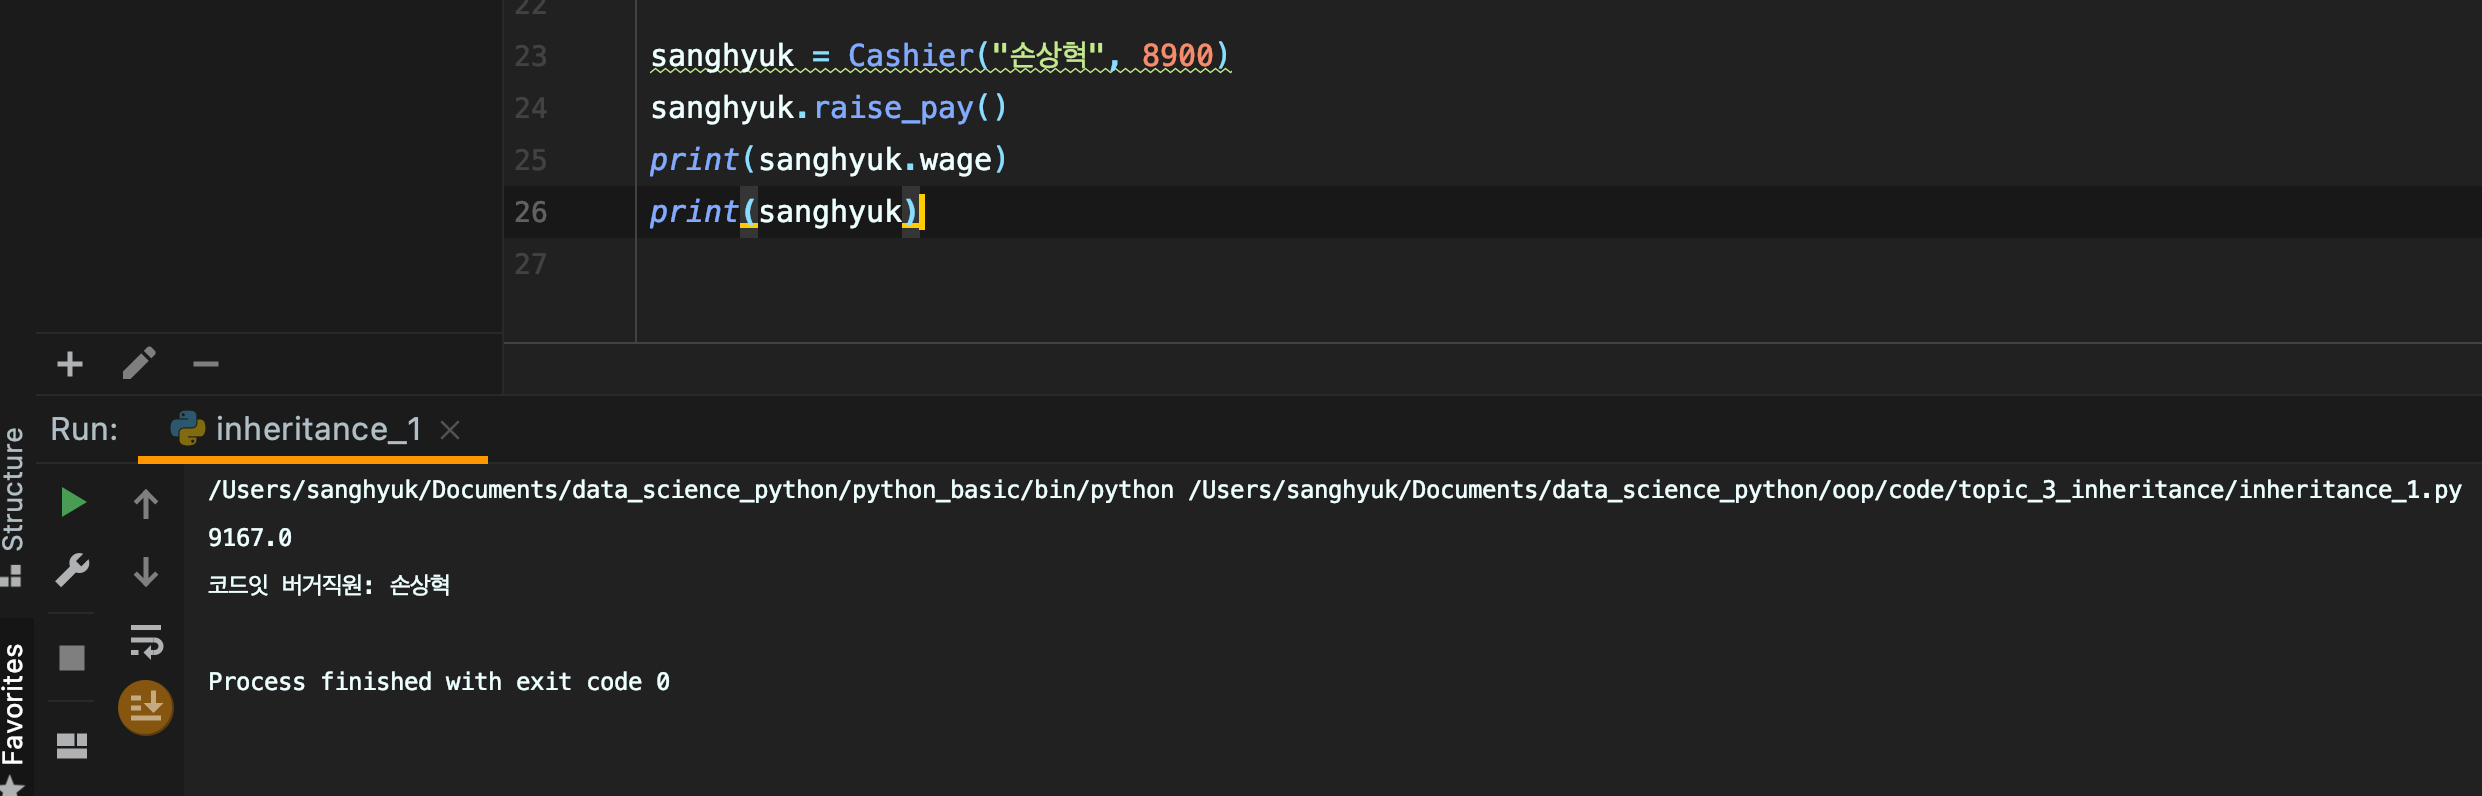 22
23 sanghyuk = Cashier("손상혁", 8900)
24 sanghyuk.raise_pay()
25 print(sanghyuk.wage)
26 print(sanghyuk)
27
Run: inheritance_1
Structure
Favorites
/Users/sanghyuk/Documents/data_science_python/python_basic/bin/python /Users/sanghyuk/Documents/data_science_python/oop/code/topic_3_inheritance/inheritance_1.py
9167.0
코드잇 버거직원: 손상혁
Process finished with exit code 0